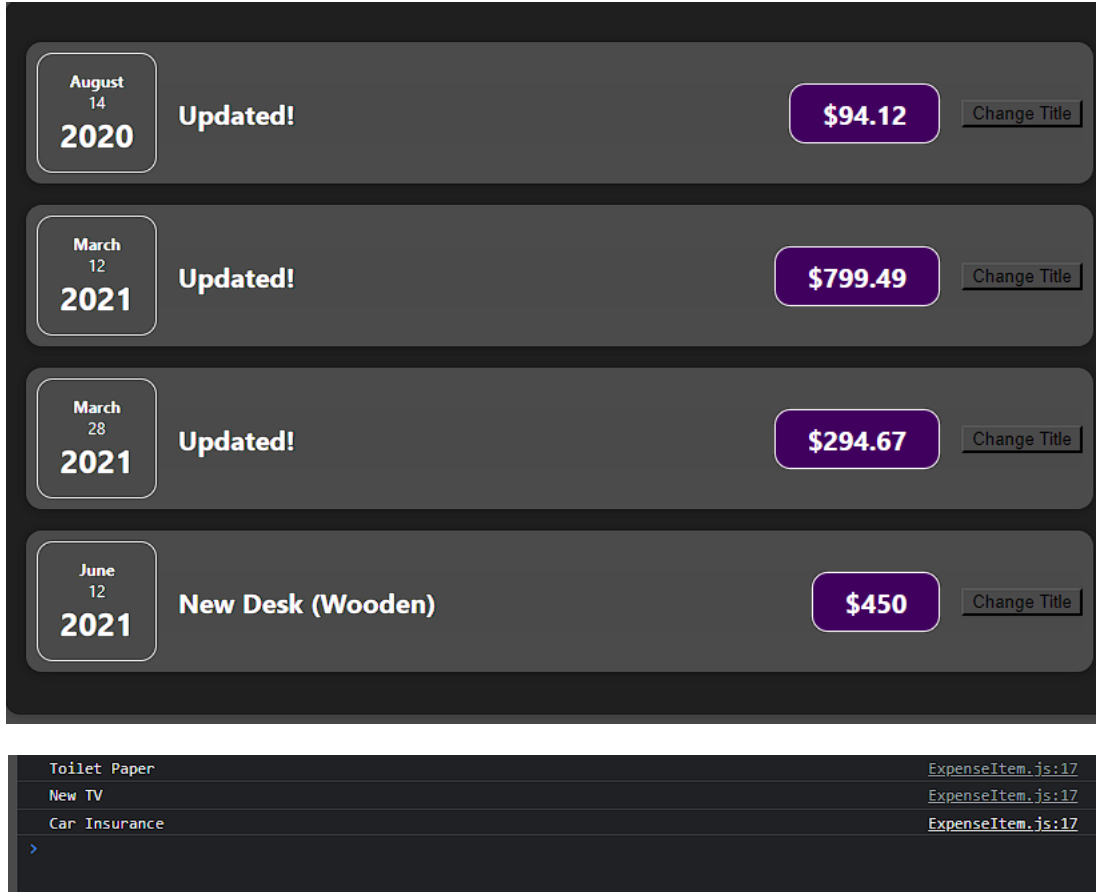 August
14
2020
Updated!
$94.12
Change Title
March
12
2021
Updated!
$799.49
Change Title
March
28
2021
Updated!
$294.67
Change Title
June
12
2021
New Desk (Wooden)
$450
Change Title
Toilet Paper ExpenseItem.js:17
New TV ExpenseItem.js:17
Car Insurance ExpenseItem.js:17
>